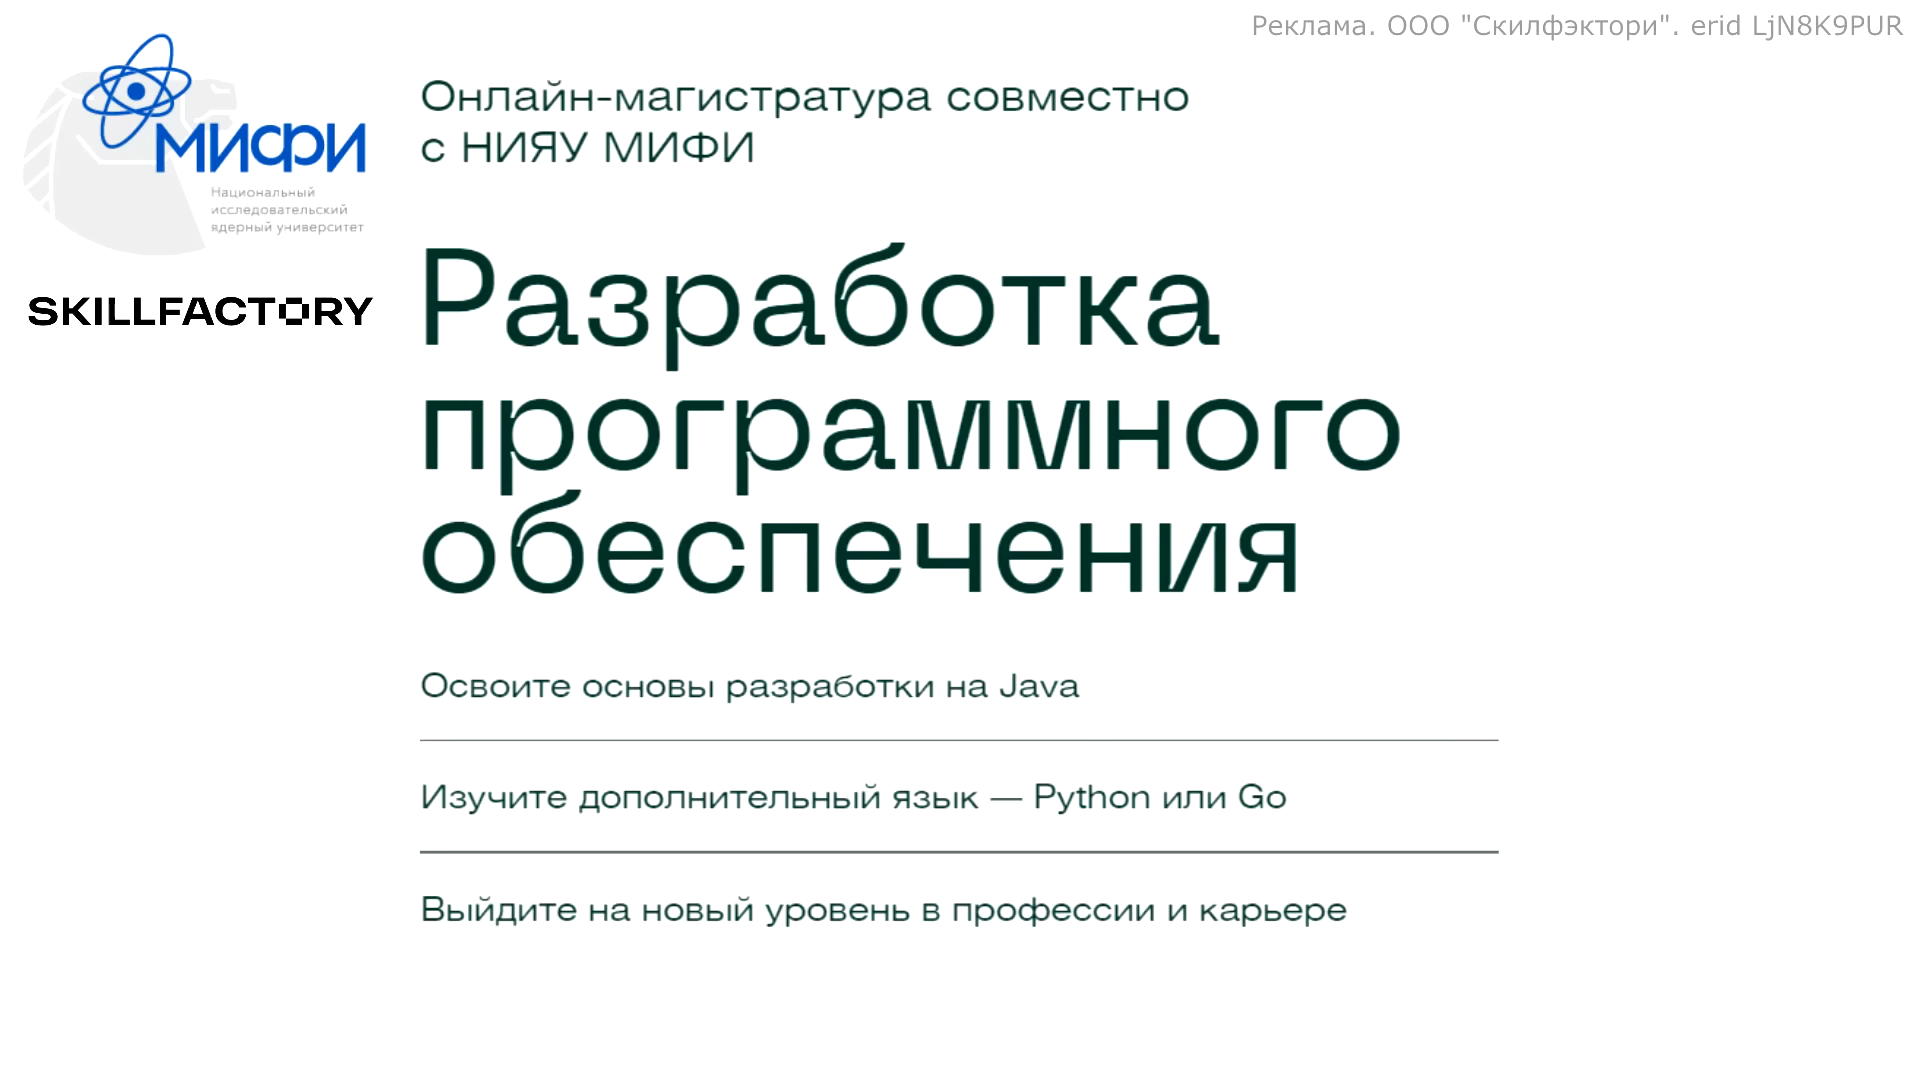 Реклама. ООО "Скилфэктори". erid LjN8K9PUR
МИФИ
Национальный
исследовательский
ядерный университет
SKILLFACTORY
Онлайн-магистратура совместно
с НИЯУ МИФИ
Разработка
программного
обеспечения
Освоите основы разработки на Java
Изучите дополнительный язык — Python или Go
Выйдите на новый уровень в профессии и карьере